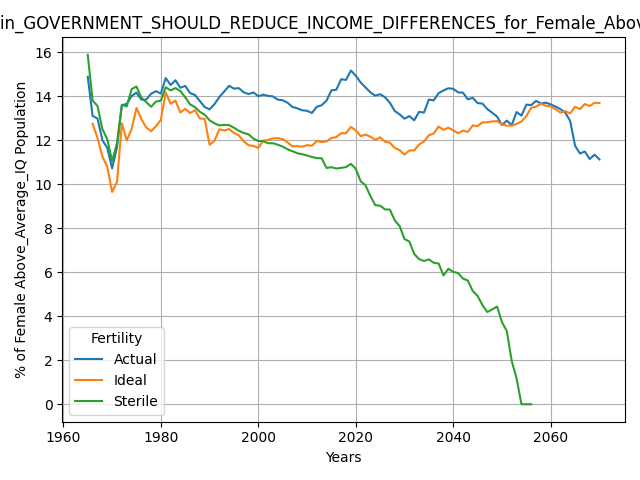 in_GOVERNMENT_SHOULD_REDUCE_INCOME_DIFFERENCES_for_Female_Abov
16
14
12
10
8
6
4
2
0
% of Female Above_Average_IQ Population
Fertility
Actual
Ideal
Sterile
1960 1980 2000 2020 2040 2060
Years